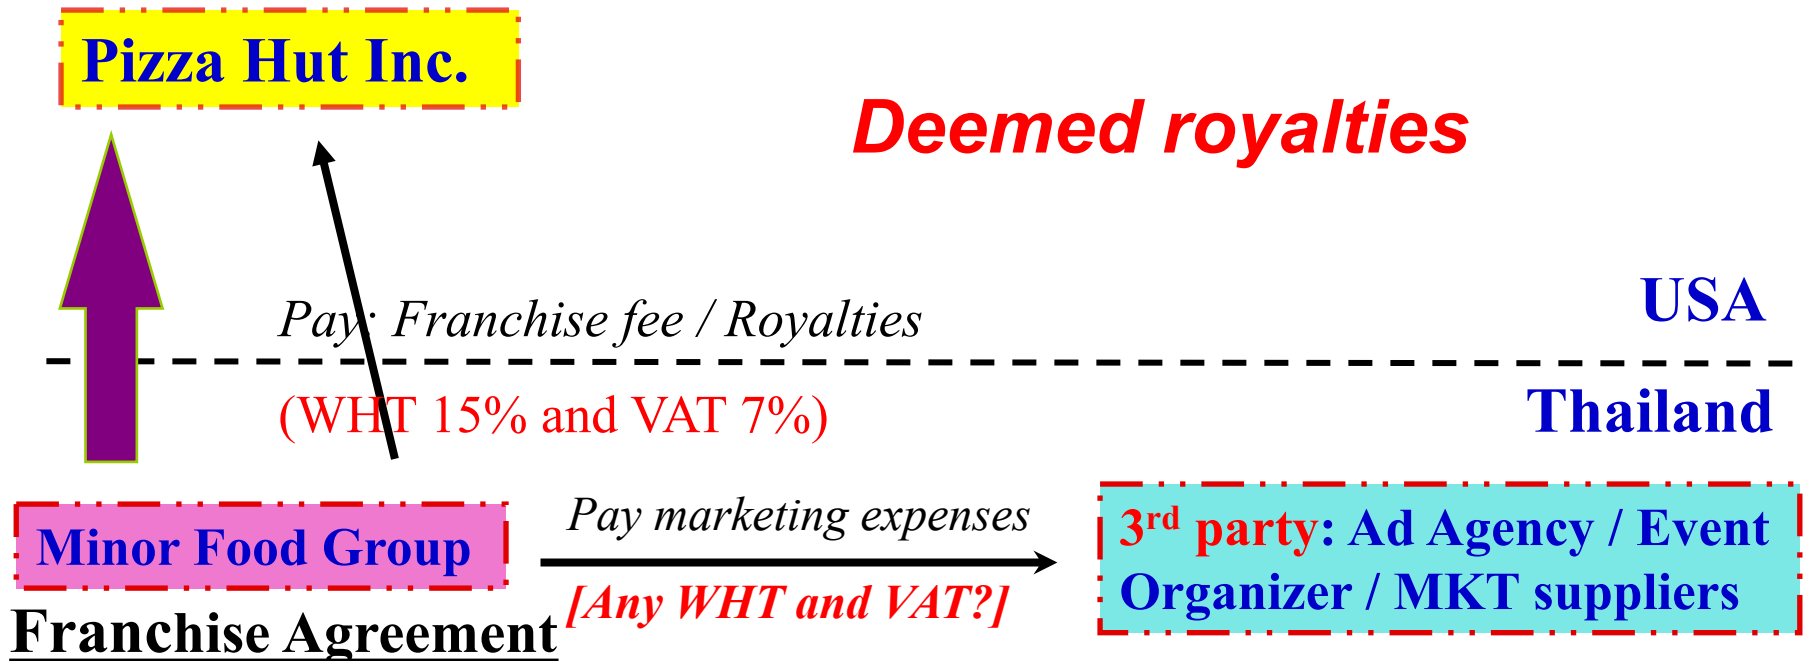 Pizza Hut Inc.
Deemed royalties
Pay: Franchise fee / Royalties
USA
(WHT 15% and VAT 7%)
Thailand
Minor Food Group
Pay marketing expenses
[Any WHT and VAT?]
3rd party: Ad Agency / Event
Organizer / MKT suppliers
Franchise Agreement